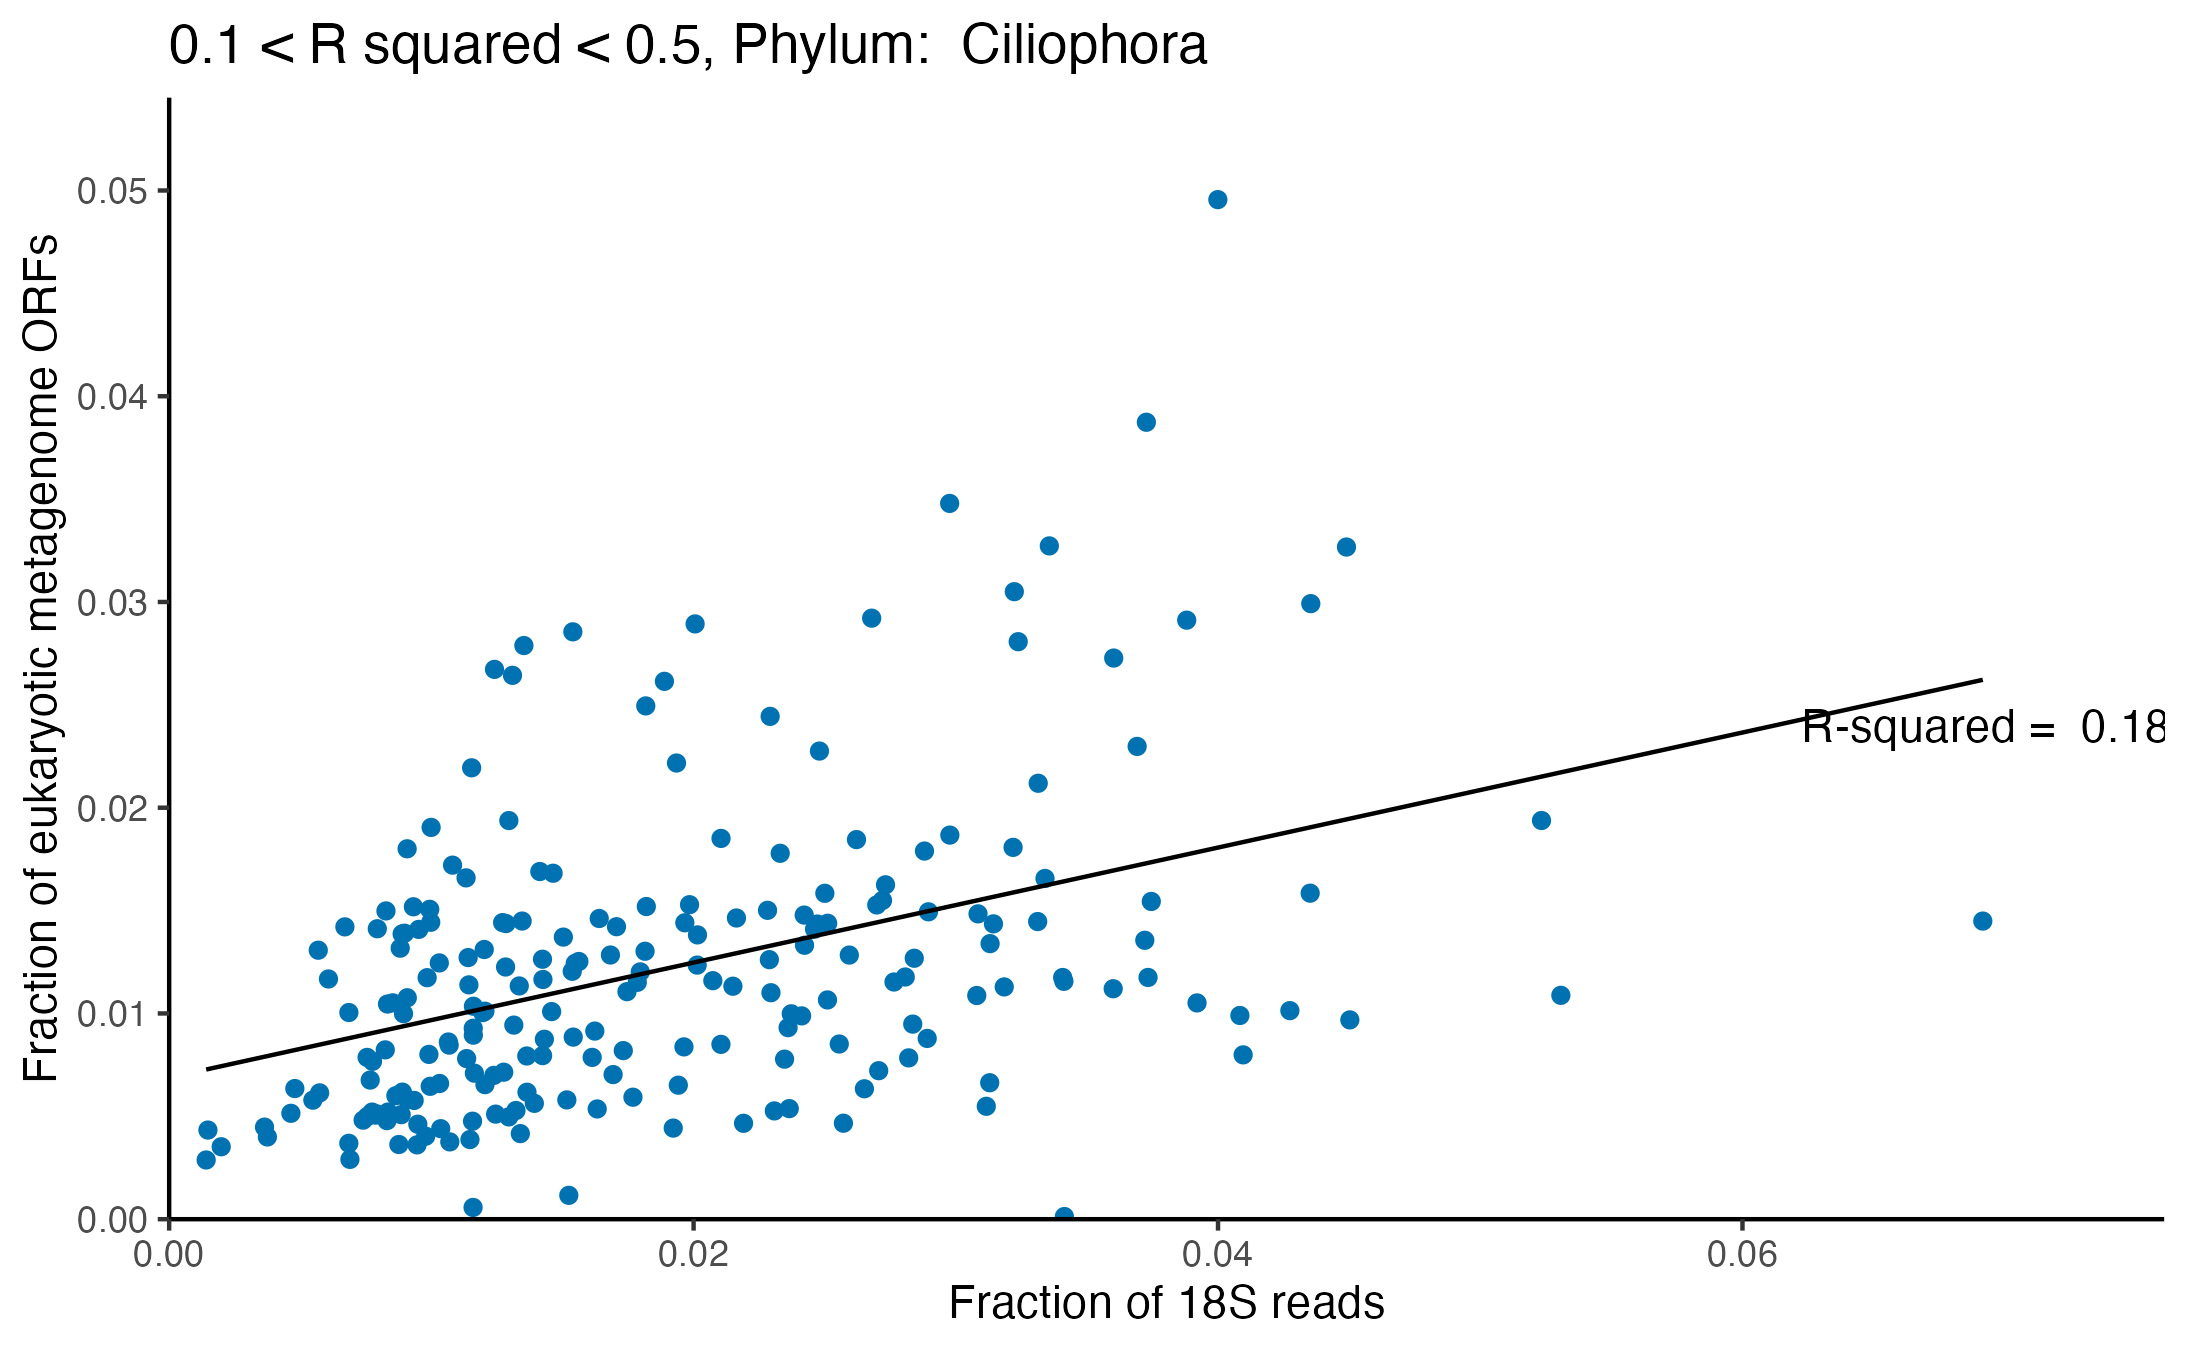 0.1 < R squared < 0.5, Phylum:  Ciliophora
Fraction of eukaryotic metagenome ORFs
0.05
0.04
0.03
0.02
0.01
0.00
R-squared =  0.18
0.00
0.02
0.04
0.06
Fraction of 18S reads